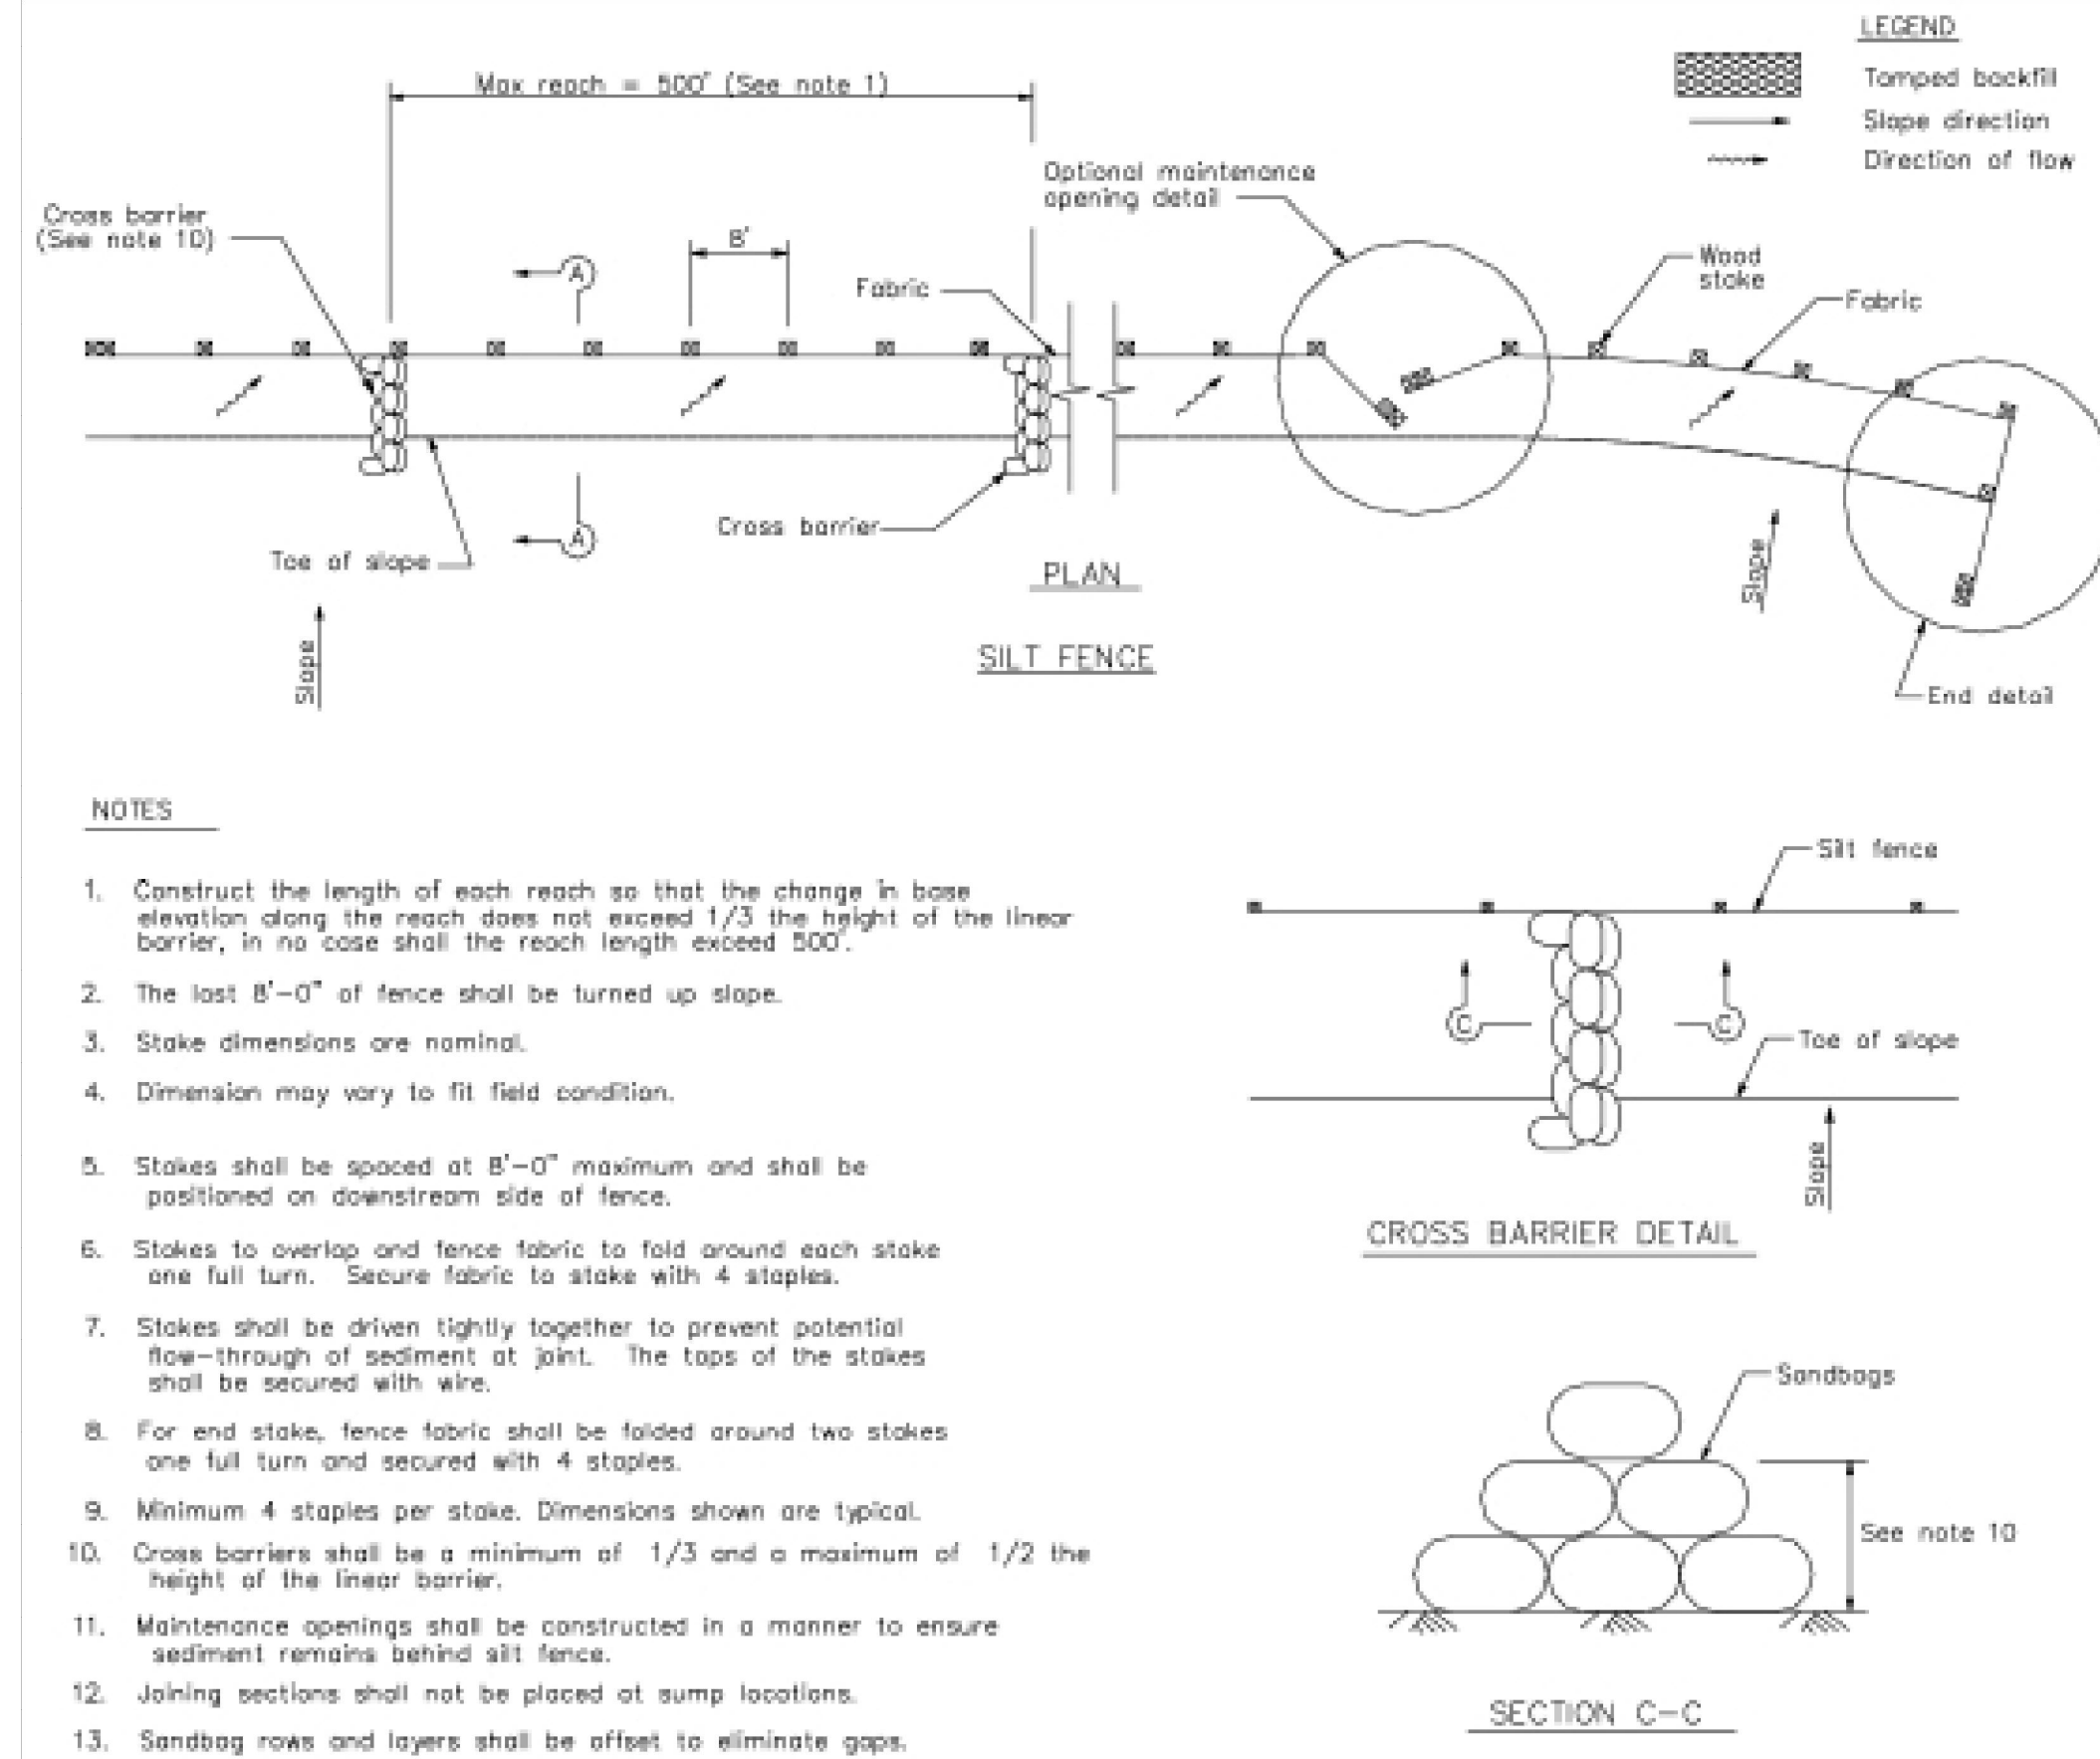 LEGEND
Tamped backfill
Slope direction
Direction of flow
Max reach = 500' (See note 1)
Optional maintenance
opening detail
Cross barrier
(See note 10)
8'
A
Fabric
Wood
stake
Fabric
Cross barrier
A
Toe of slope
PLAN
Slope
SILT FENCE
Slope
End detail
NOTES
1. Construct the length of each reach so that the change in base
elevation along the reach does not exceed 1/3 the height of the linear
barrier, in no case shall the reach length exceed 500'.
2. The last 8'-0" of fence shall be turned up slope.
3. Stake dimensions are nominal.
4. Dimension may vary to fit field condition.
5. Stakes shall be spaced at 8'-0" maximum and shall be
positioned on downstream side of fence.
6. Stakes to overlap and fence fabric to fold around each stake
one full turn. Secure fabric to stake with 4 staples.
7. Stakes shall be driven tightly together to prevent potential
flow-through of sediment at joint. The tops of the stakes
shall be secured with wire.
8. For end stake, fence fabric shall be folded around two stakes
one full turn and secured with 4 staples.
9. Minimum 4 staples per stake. Dimensions shown are typical.
10. Cross barriers shall be a minimum of 1/3 and a maximum of 1/2 the
height of the linear barrier.
11. Maintenance openings shall be constructed in a manner to ensure
sediment remains behind silt fence.
12. Joining sections shall not be placed at sump locations.
13. Sandbag rows and layers shall be offset to eliminate gaps.
Silt fence
C
C
Toe of slope
Slope
CROSS BARRIER DETAIL
Sandbags
See note 10
SECTION C-C